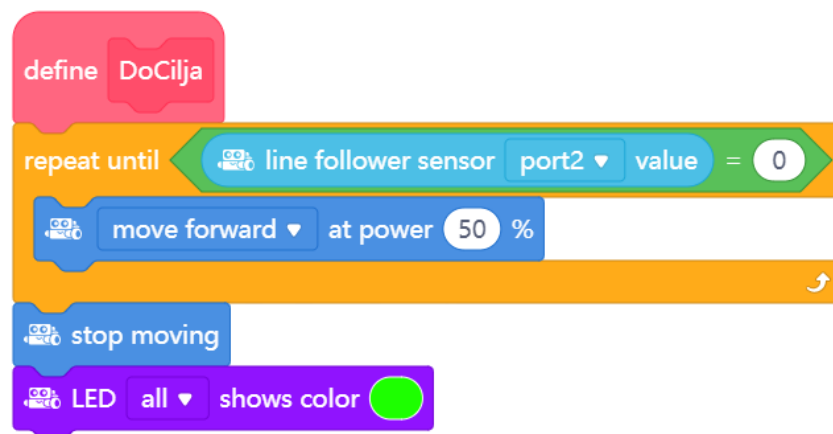 define DoCilja
repeat until line follower sensor port2 value = 0
move forward at power 50 %
stop moving
LED all shows color